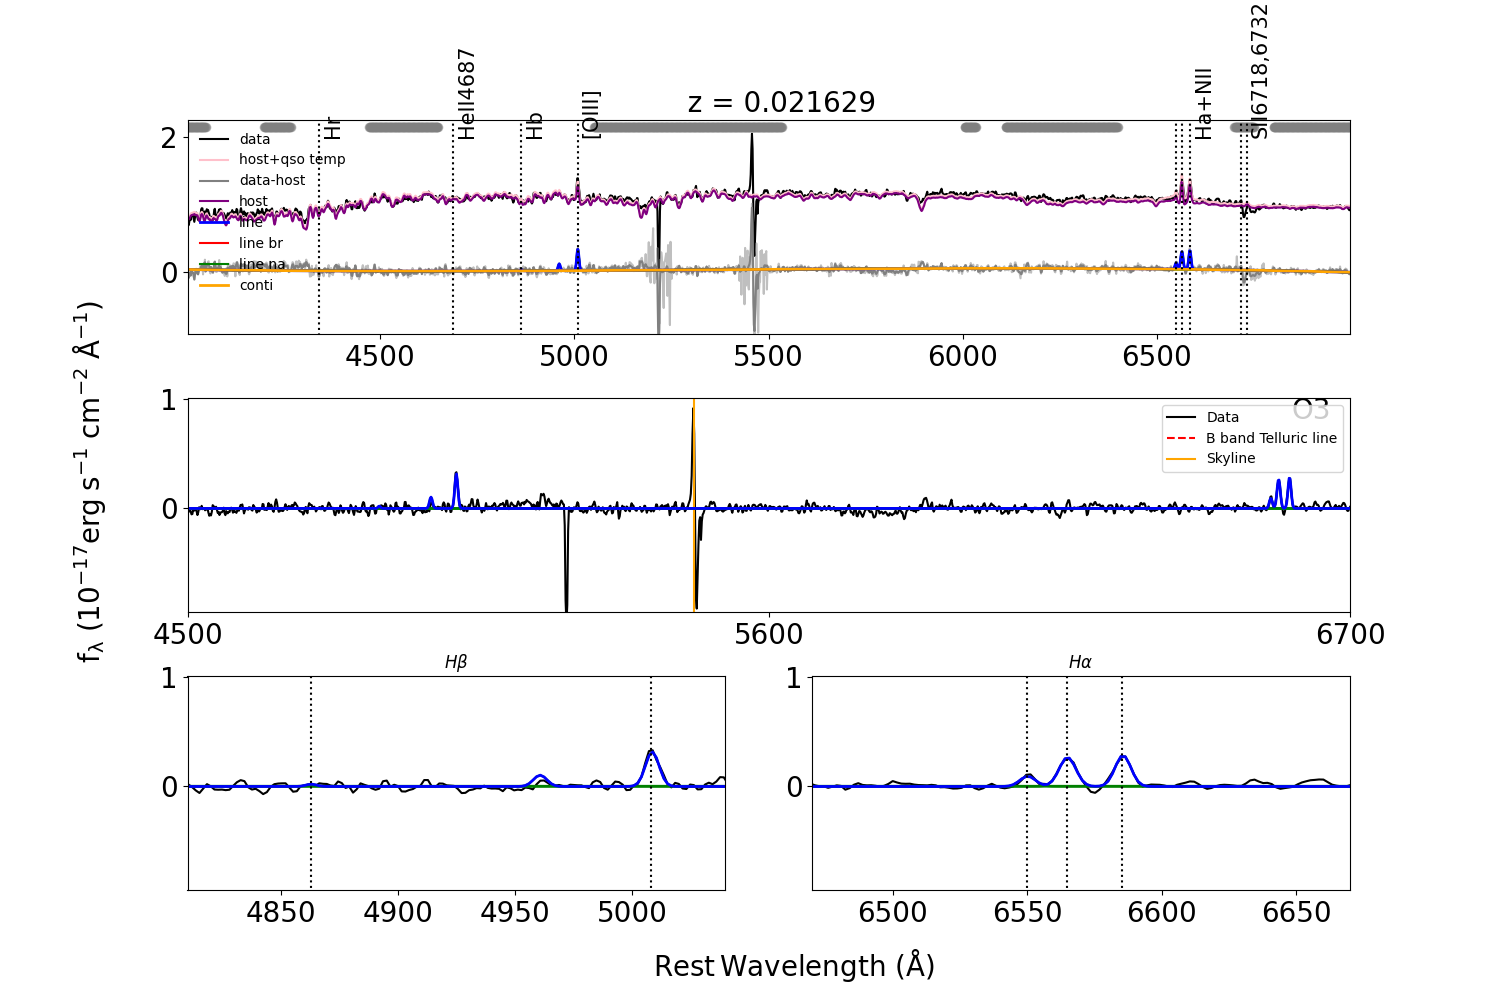 z = 0.021629
Hr
HeII4687
Hb
[OIII]
Ha+NII
SII6718,6732
data
host+qso temp
data-host
host
line
line br
line na
conti
2
0
4500 5000 5500 6000 6500
fλ (10⁻¹⁷erg s⁻¹ cm⁻² Å⁻¹)
O3
Data
B band Telluric line
Skyline
1
0
4500 5600 6700
Hβ
1
0
4850 4900 4950 5000
Hα
1
0
6500 6550 6600 6650
Rest Wavelength (Å)